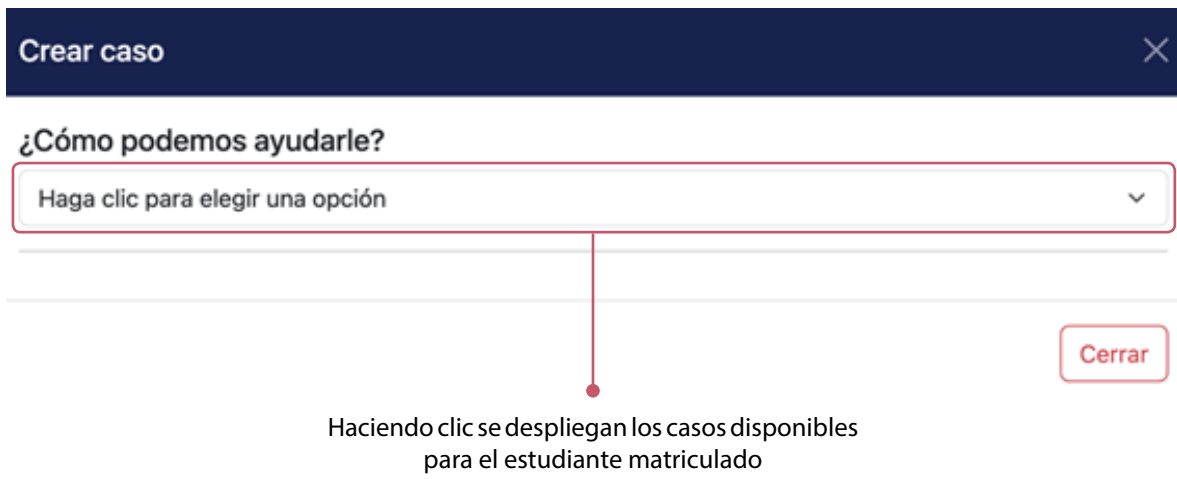 Crear caso
¿Cómo podemos ayudarle?
Haga clic para elegir una opción
Cerrar
Haciendo clic se despliegan los casos disponibles
para el estudiante matriculado